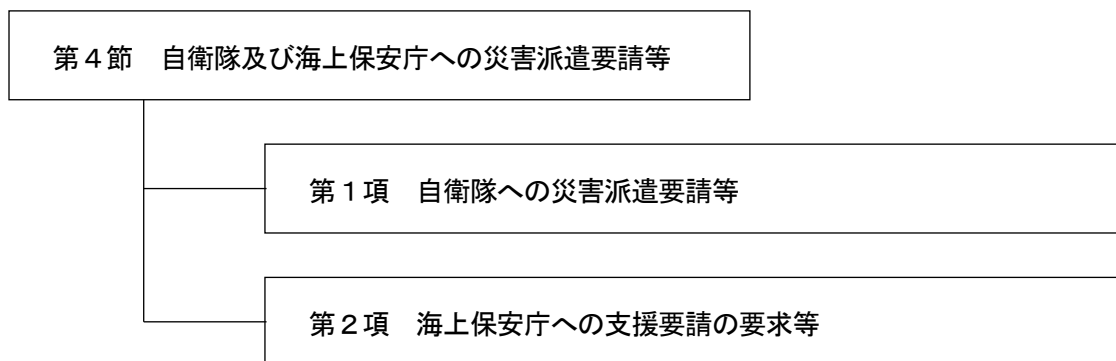 第４節　自衛隊及び海上保安庁への災害派遣要請等
第１項　自衛隊への災害派遣要請等
第２項　海上保安庁への支援要請の要求等